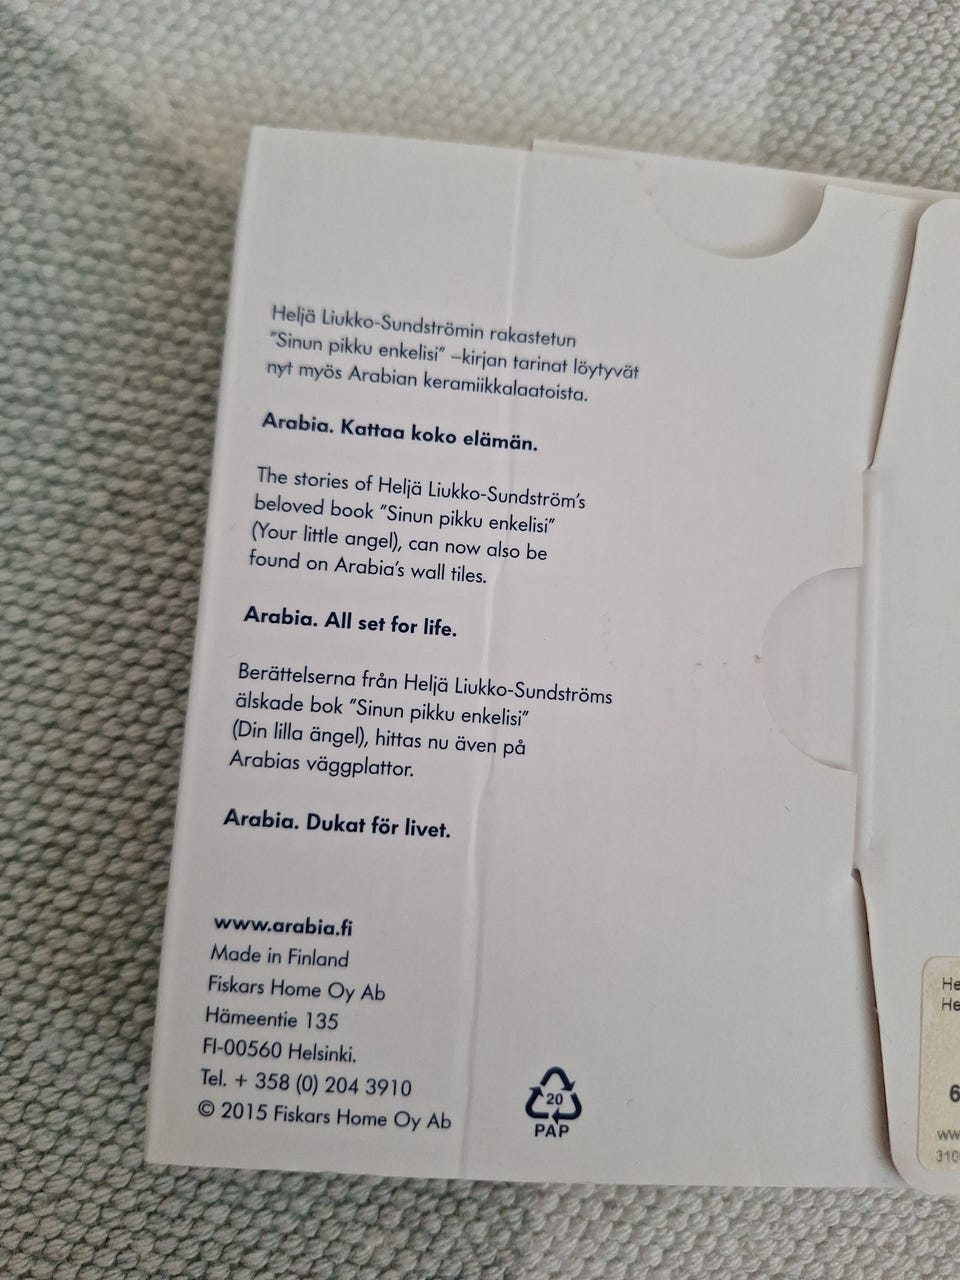 Heljä Liukko-Sundströmin rakastetun
”Sinun pikku enkelisi” –kirjan tarinat löytyvät
nyt myös Arabian keramiikkalaatoista.
Arabia. Kattaa koko elämän.
The stories of Heljä Liukko-Sundström’s
beloved book ”Sinun pikku enkelisi”
(Your little angel), can now also be
found on Arabia’s wall tiles.
Arabia. All set for life.
Berättelserna från Heljä Liukko-Sundströms
älskade bok ”Sinun pikku enkelisi”
(Din lilla ängel), hittas nu även på
Arabias väggplattor.
Arabia. Dukat för livet.
www.arabia.fi
Made in Finland
Fiskars Home Oy Ab
Hämeentie 135
FI-00560 Helsinki.
Tel. + 358 (0) 204 3910
© 2015 Fiskars Home Oy Ab
20
PAP
He
He
6
ww
310